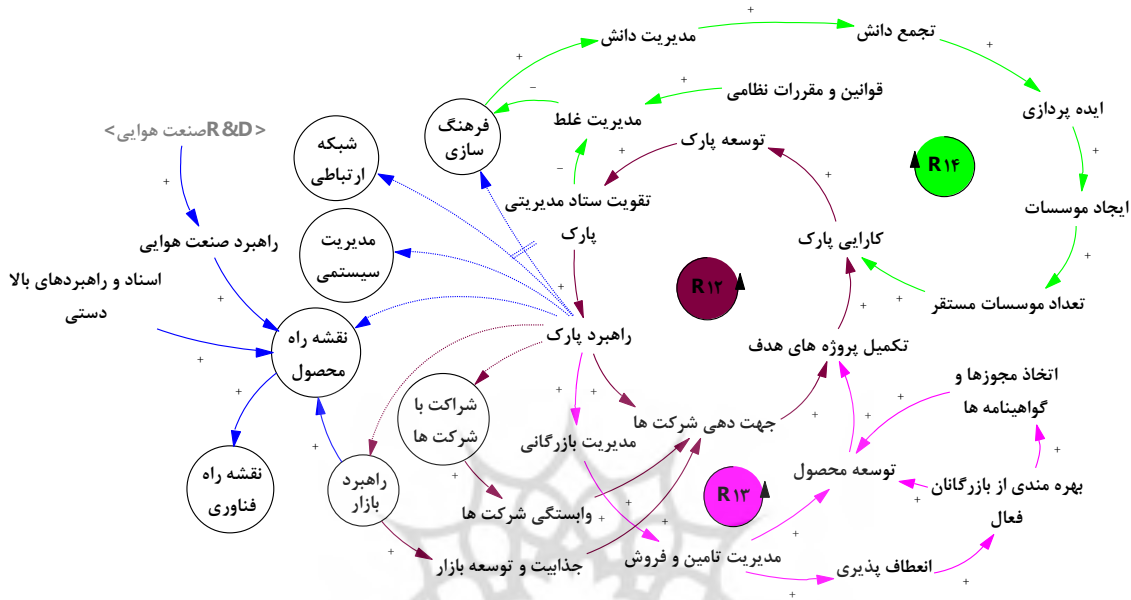 مدیریت دانش
تجمع دانش
ایده پردازی
ایجاد موسسات
تعداد موسسات مستقر
قوانین و مقررات نظامی
مدیریت غلط
فرهنگ
سازی
توسعه پارک
تقویت ستاد مدیریتی
پارک
کارایی پارک
R۱۴
R۱۲
R۱۳
<R&Dصنعت هوایی>
شبکه
ارتباطی
مدیریت
سیستمی
راهبرد صنعت هوایی
اسناد و راهبردهای بالا
دستی
نقشه راه
محصول
نقشه راه
فناوری
راهبرد پارک
تکمیل پروژه های هدف
شراکت با
شرکت ها
جهت دهی شرکت ها
مدیریت بازرگانی
راهبرد
بازار
وابستگی شرکت ها
جذابیت و توسعه بازار
مدیریت تامین و فروش
توسعه محصول
اتخاذ مجوزها و
گواهینامه ها
بهره مندی از بازرگانان
فعال
انعطاف پذیری